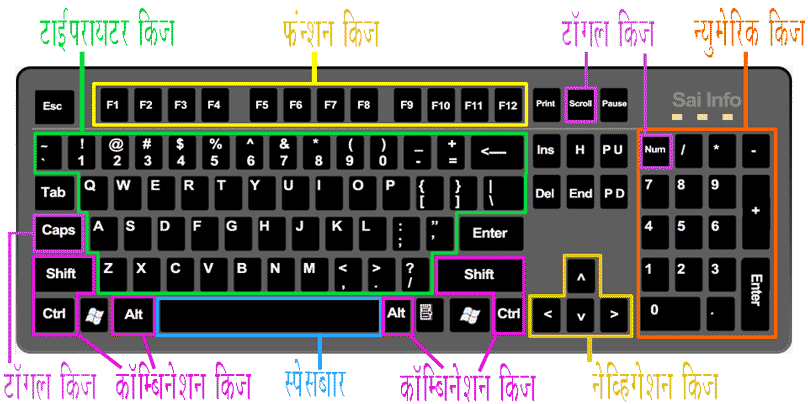 टाईपरायटर किज फंन्शन किज टॉगल किज न्युमेरिक किज
Esc F1 F2 F3 F4 F5 F6 F7 F8 F9 F10 F11 F12 Print Scroll Pause Sai Info
~ ! @ # $ % ^ & * ( ) _ +
` 1 2 3 4 5 6 7 8 9 0 - = <— Ins H P U Num / * -
Tab Q W E R T Y U I O P { } |
[ ] \ Del End P D 7 8 9 +
Caps A S D F G H J K L : "
; , Enter 4 5 6
Shift Z X C V B N M < > ?
, . / Shift ^ 1 2 3 Enter
Ctrl Alt Alt Ctrl < v > 0 .
टॉगल किज कॉम्बिनेशन किज स्पेसबार कॉम्बिनेशन किज नेव्हिगेशन किज